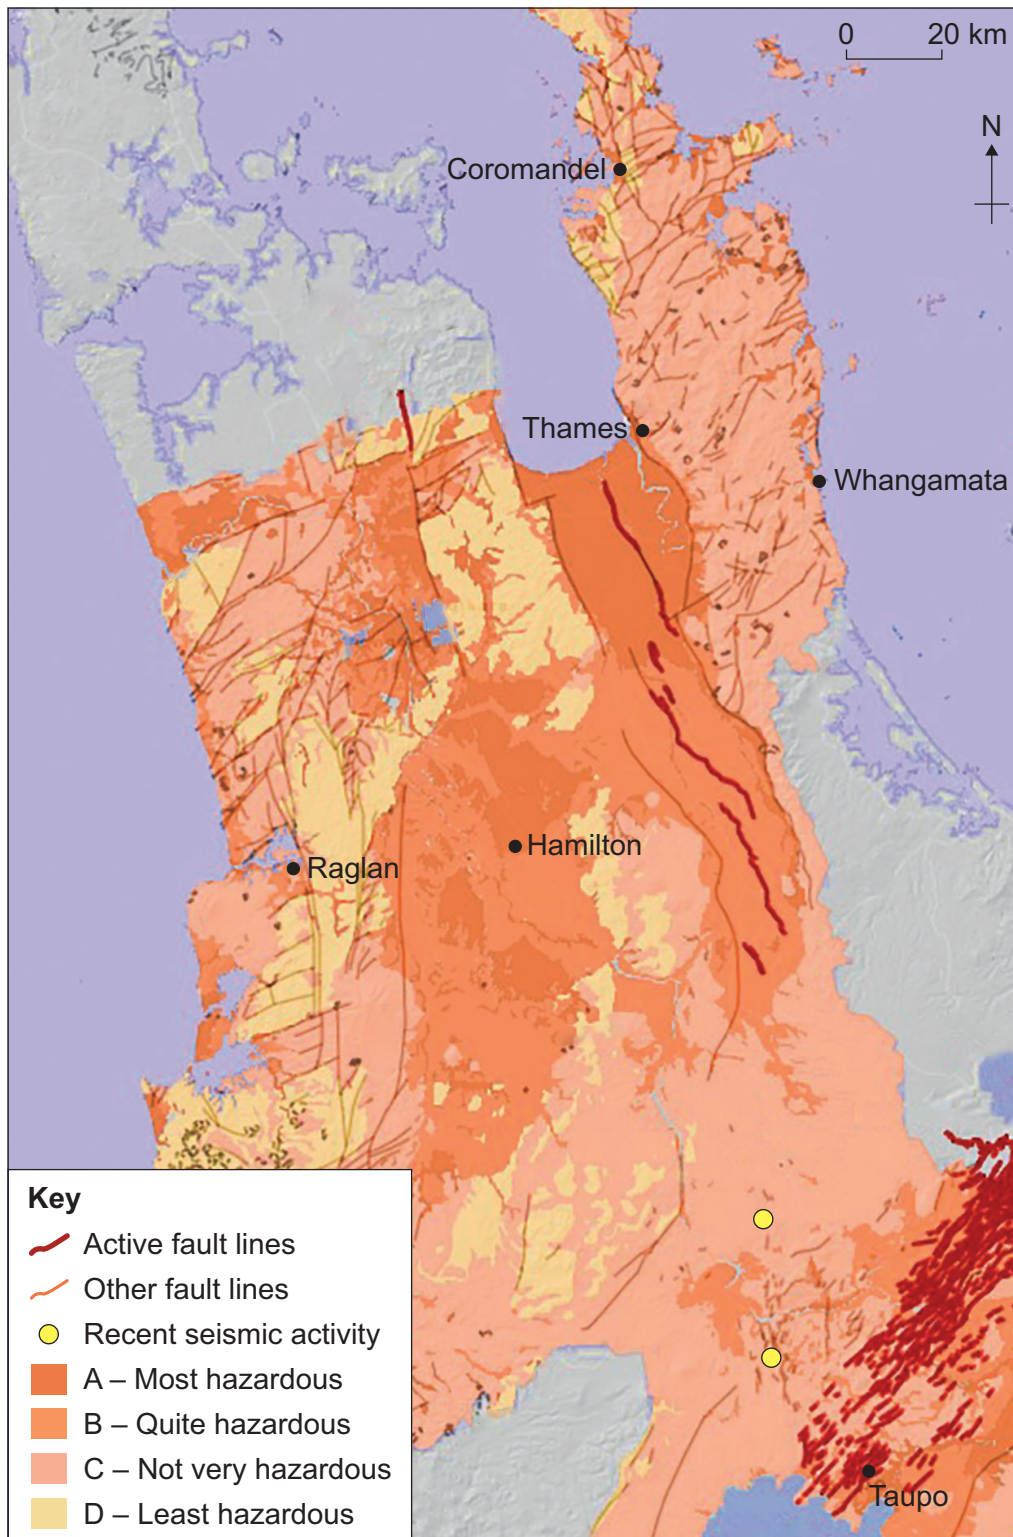 0 20 km
N
Coromandel
Thames
Whangamata
Hamilton
Raglan
Taupo
Key
Active fault lines
Other fault lines
Recent seismic activity
A – Most hazardous
B – Quite hazardous
C – Not very hazardous
D – Least hazardous